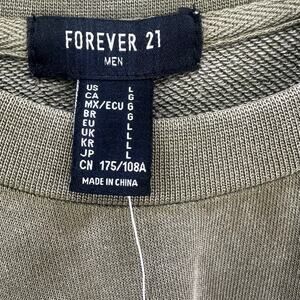 FOREVER 21
MEN
US L
CA G
MX/ECU G
BR G
EU L
UK L
KR L
JP L
CN 175/108A
MADE IN CHINA